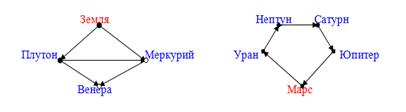 Земля
Нептун Сатурн
Плутон Меркурий Уран Юпитер
Венера Марс